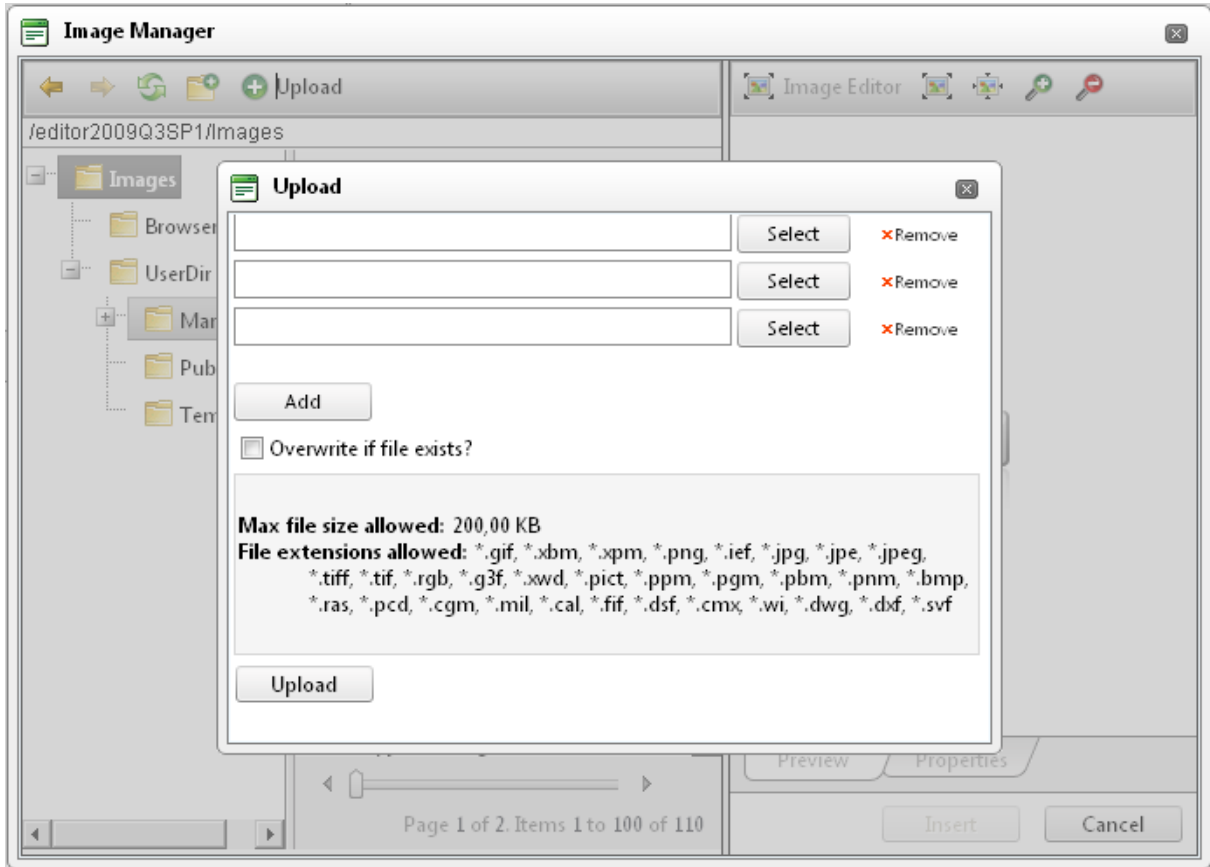 Image Manager
Upload
Image Editor
/editor2009Q3SP1/Images
Images
Browser
UserDir
Mar
Pub
Tem
Upload
Select
Remove
Select
Remove
Select
Remove
Add
Overwrite if file exists?
Max file size allowed: 200,00 KB
File extensions allowed: *.gif, *.xbm, *.xpm, *.png, *.ief, *.jpg, *.jpe, *.jpeg,
*.tiff, *.tif, *.rgb, *.g3f, *.xwd, *.pict, *.ppm, *.pgm, *.pbm, *.pnm, *.bmp,
*.ras, *.pcd, *.cgm, *.mil, *.cal, *.fif, *.dsf, *.cmx, *.wi, *.dwg, *.dxf, *.svf
Upload
Preview
Properties
Page 1 of 2. Items 1 to 100 of 110
Insert
Cancel